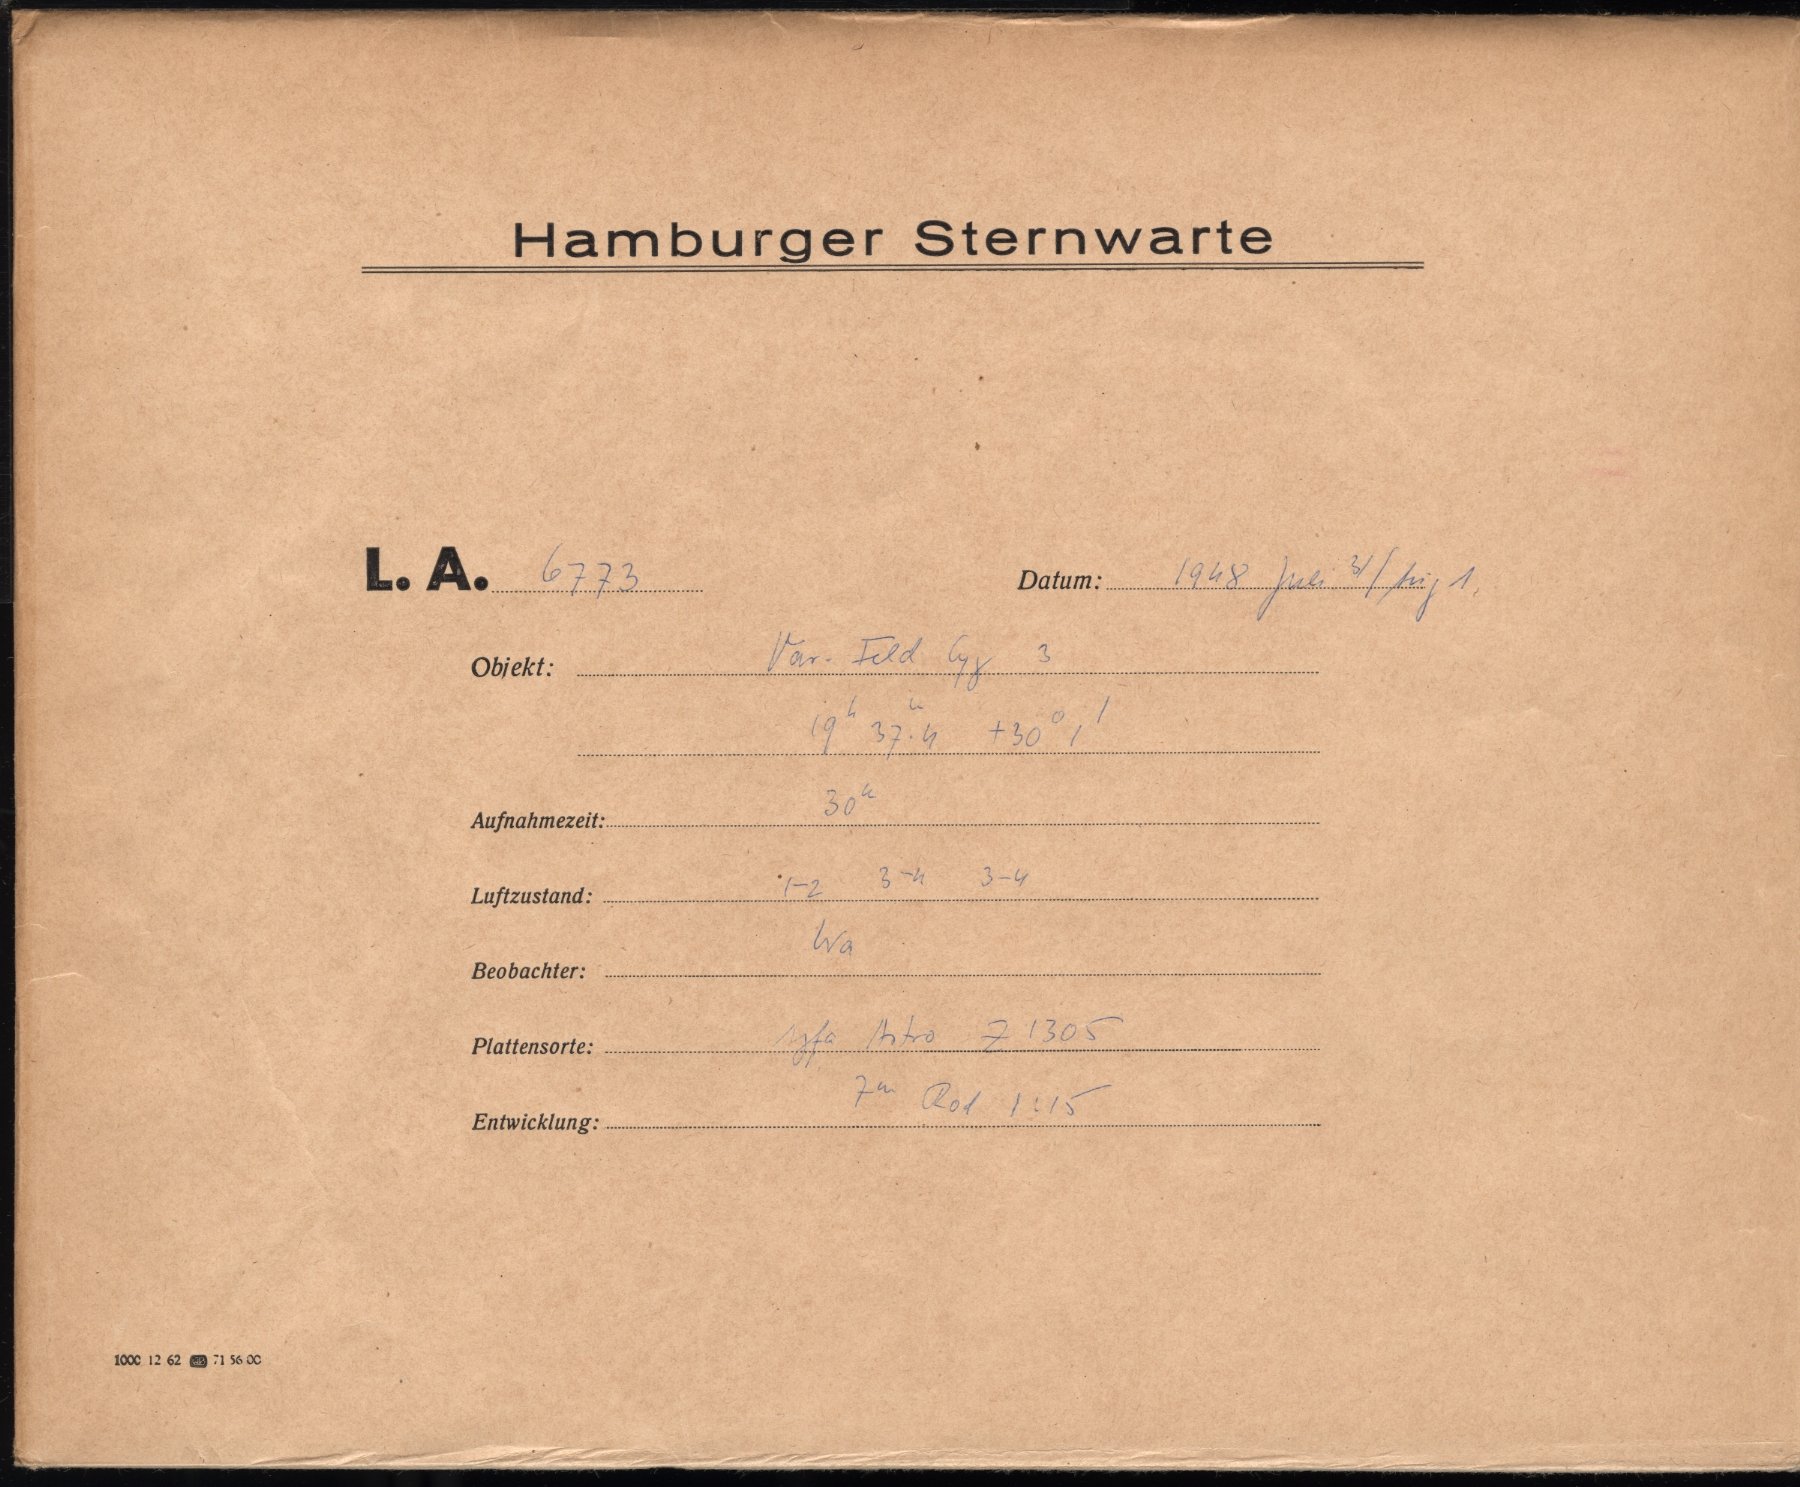 Hamburger Sternwarte
L. A. 6773 Datum: 1948 Juli 31/Aug 1.
Objekt: Var. Feld Cyg 3
19h 37m.4 +30° 1'
Aufnahmezeit: 30m
Luftzustand: 1-2 3-4 3-4
Beobachter: Wa
Plattensorte: Agfa Astro Z 1305
Entwicklung: 7m Rod 1:15
1000 12 62 71 56 00